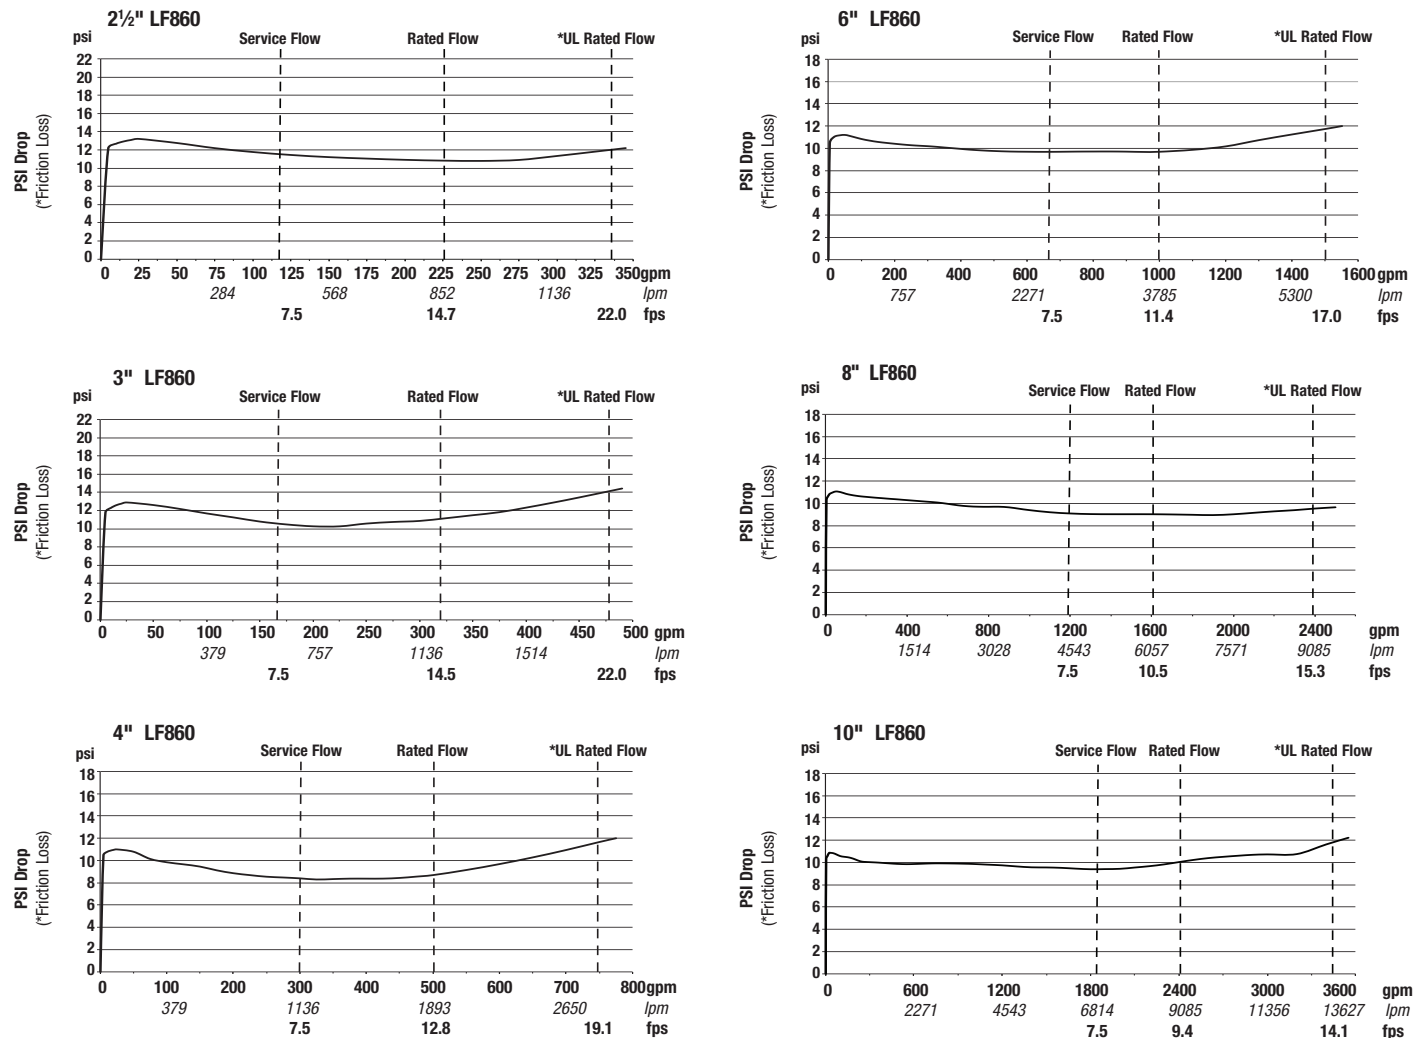 2½" LF860
psi
Service Flow
Rated Flow
*UL Rated Flow
PSI Drop
(*Friction Loss)
22
20
18
16
14
12
10
8
6
4
2
0
0 25 50 75 100 125 150 175 200 225 250 275 300 325 350 gpm
284 568 852 1136 lpm
7.5 14.7 22.0 fps
3" LF860
psi
Service Flow
Rated Flow
*UL Rated Flow
PSI Drop
(*Friction Loss)
22
20
18
16
14
12
10
8
6
4
2
0
0 50 100 150 200 250 300 350 400 450 500 gpm
379 757 1136 1514 lpm
7.5 14.5 22.0 fps
4" LF860
psi
Service Flow
Rated Flow
*UL Rated Flow
PSI Drop
(*Friction Loss)
18
16
14
12
10
8
6
4
2
0
0 100 200 300 400 500 600 700 800 gpm
379 1136 1893 2650 lpm
7.5 12.8 19.1 fps
6" LF860
psi
Service Flow
Rated Flow
*UL Rated Flow
PSI Drop
(*Friction Loss)
18
16
14
12
10
8
6
4
2
0
0 200 400 600 800 1000 1200 1400 1600 gpm
757 2271 3785 5300 lpm
7.5 11.4 17.0 fps
8" LF860
psi
Service Flow
Rated Flow
*UL Rated Flow
PSI Drop
(*Friction Loss)
18
16
14
12
10
8
6
4
2
0
0 400 800 1200 1600 2000 2400 gpm
1514 3028 4543 6057 7571 9085 lpm
7.5 10.5 15.3 fps
10" LF860
psi
Service Flow
Rated Flow
*UL Rated Flow
PSI Drop
(*Friction Loss)
18
16
14
12
10
8
6
4
2
0
0 600 1200 1800 2400 3000 3600 gpm
2271 4543 6814 9085 11356 13627 lpm
7.5 9.4 14.1 fps